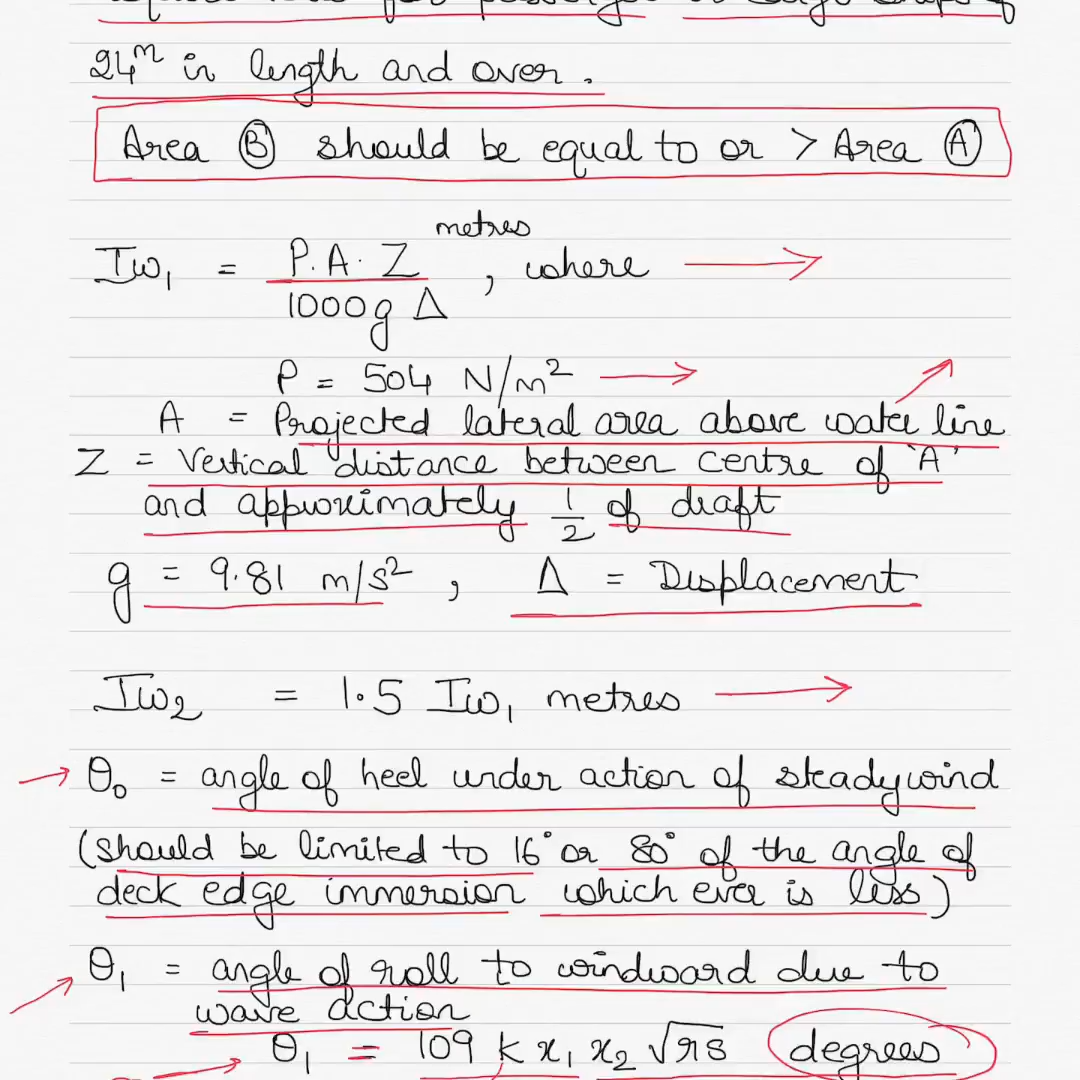 24ᵐ in length and over.
Area Ⓑ should be equal to or > Area Ⓐ
Iw₁ = P.A.Z / 1000g Δ metres, where
P = 504 N/m²
A = Projected lateral area above water line
Z = Vertical distance between centre of 'A'
and approximately 1/2 of draft
g = 9.81 m/s², Δ = Displacement
Iw₂ = 1.5 Iw₁ metres
θ₀ = angle of heel under action of steady wind
(should be limited to 16° or 80° of the angle of
deck edge immersion which ever is less)
θ₁ = angle of roll to windward due to
wave action
θ₁ = 109 k x₁ x₂ √rs degrees